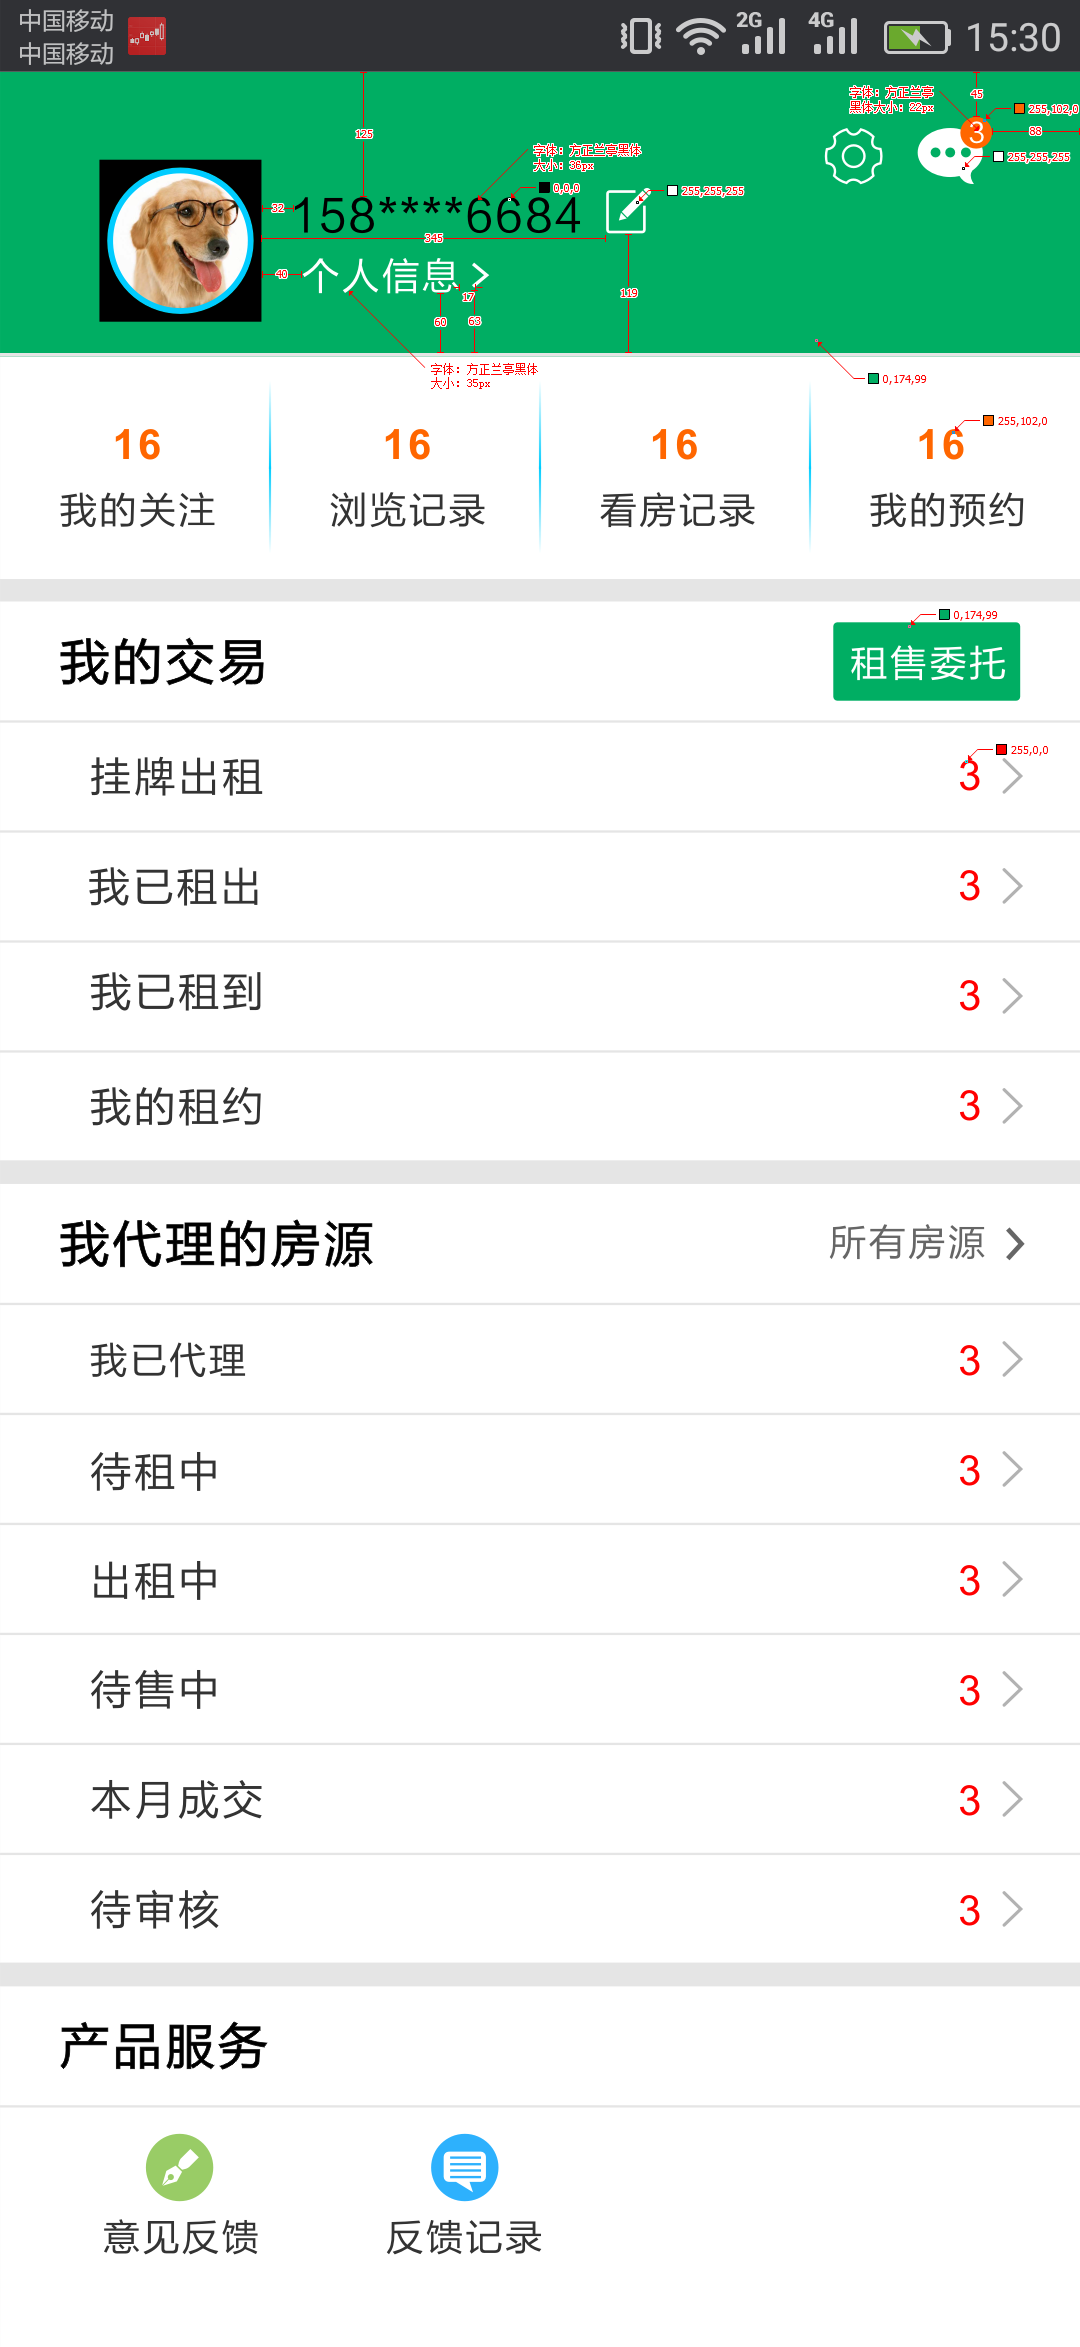 中国移动
中国移动
2G 4G 15:30
125
字体：方正兰亭
黑体大小：22px
45
255,102,0
88
3
255,255,255
字体：方正兰亭黑体
大小：36px
0,0,0
255,255,255
32
158****6684
345
40
个人信息
17
119
60
63
字体：方正兰亭黑体
大小：35px
0,174,99
255,102,0
16 16 16 16
我的关注 浏览记录 看房记录 我的预约
0,174,99
我的交易 租售委托
255,0,0
挂牌出租 3
我已租出 3
我已租到 3
我的租约 3
我代理的房源 所有房源
我已代理 3
待租中 3
出租中 3
待售中 3
本月成交 3
待审核 3
产品服务
意见反馈 反馈记录